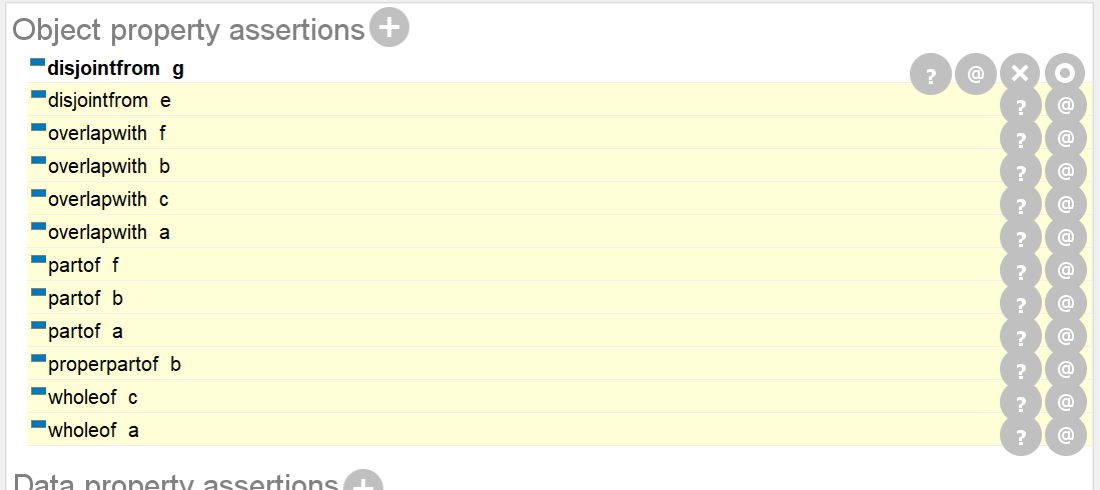 Object property assertions +
disjointfrom g ? @ × o
disjointfrom e ? @
overlapwith f ? @
overlapwith b ? @
overlapwith c ? @
overlapwith a ? @
partof f ? @
partof b ? @
partof a ? @
properpartof b ? @
wholeof c ? @
wholeof a ? @
Data property assertions +